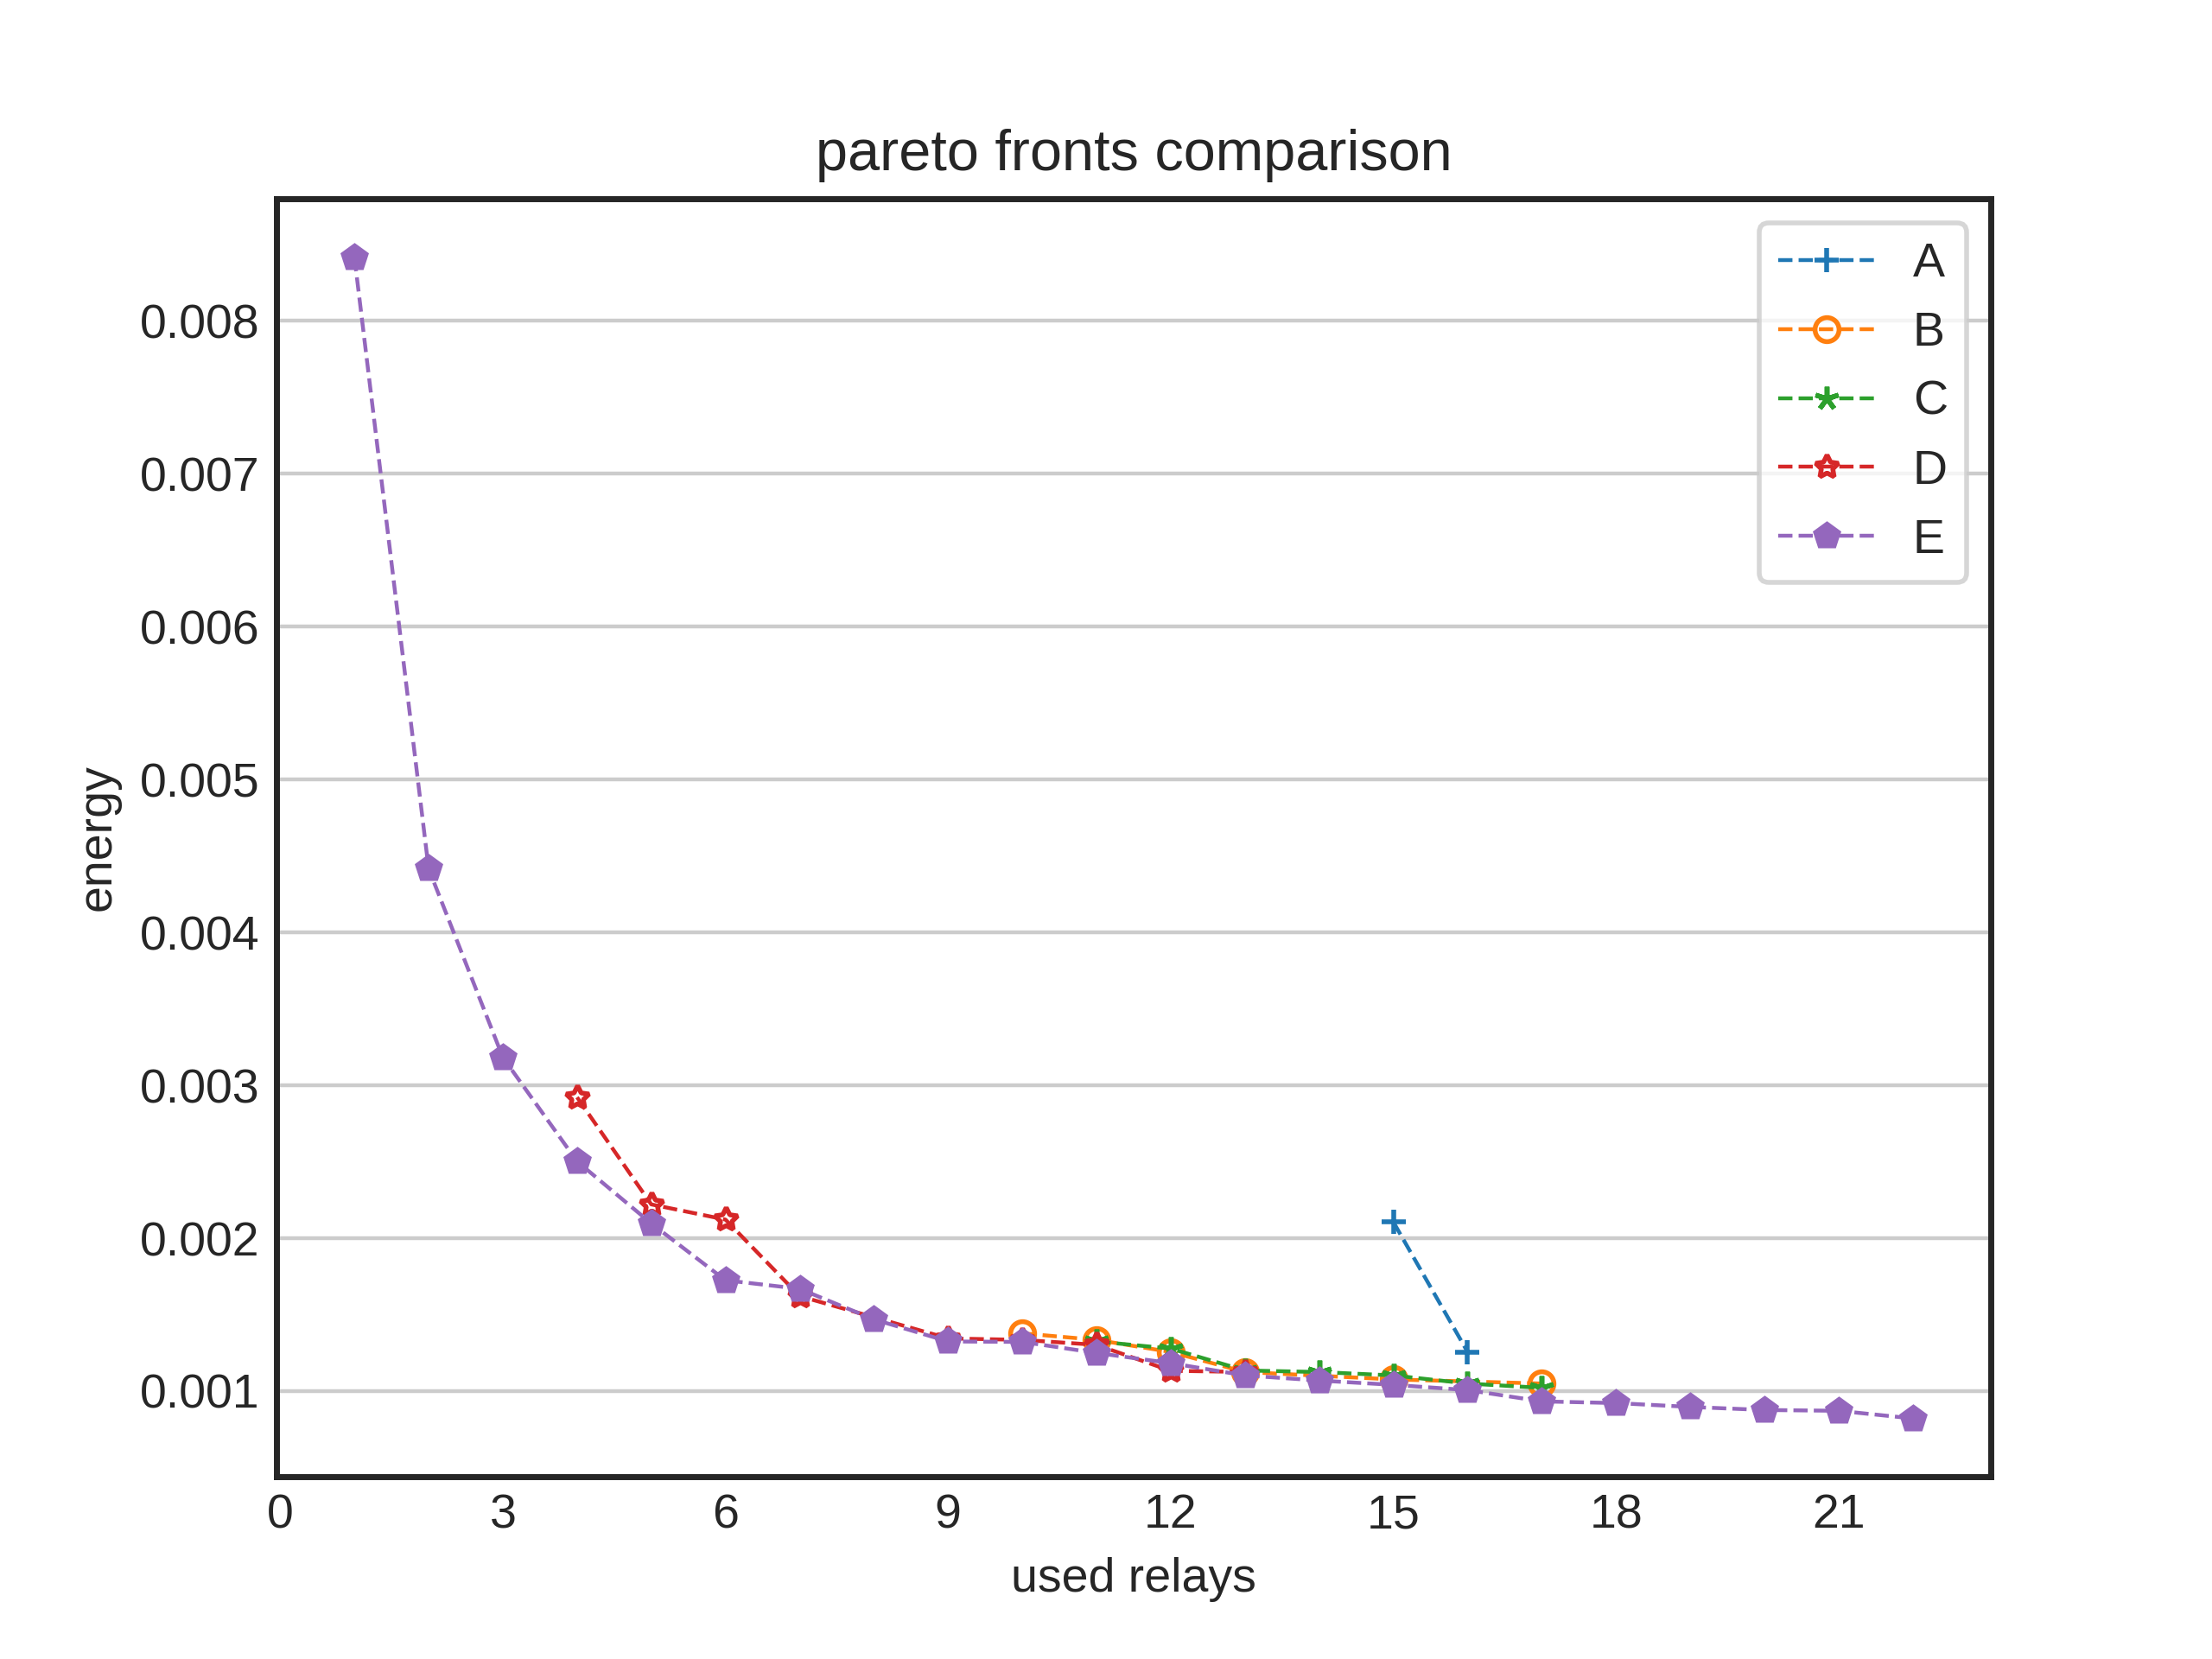 pareto fronts comparison
A
B
C
D
E
0.008
0.007
0.006
0.005
0.004
0.003
0.002
0.001
energy
0 3 6 9 12 15 18 21
used relays